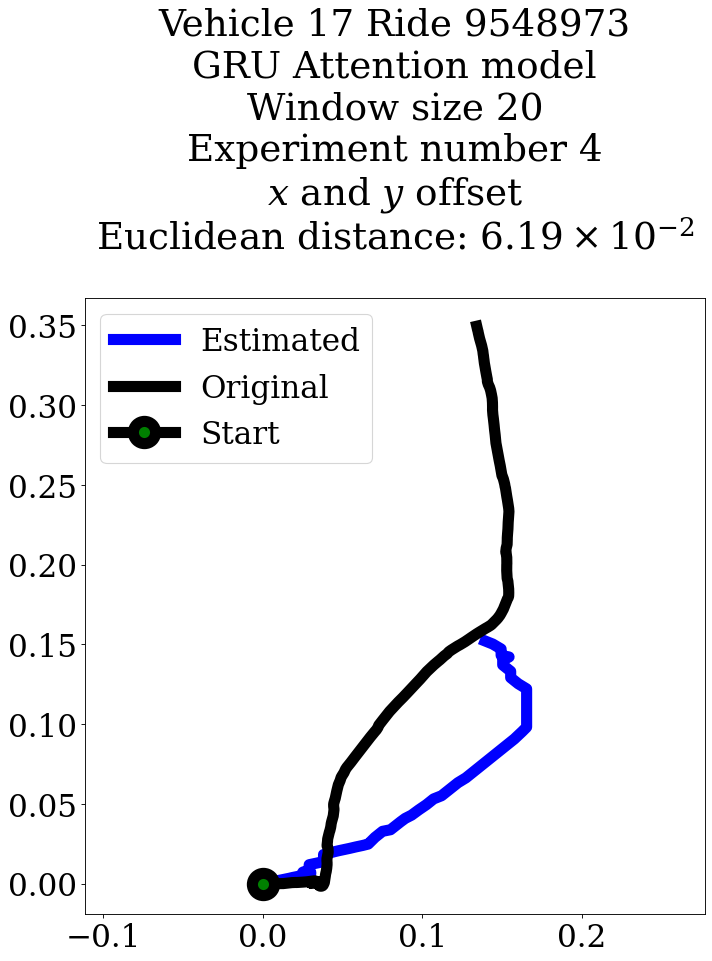 Vehicle 17 Ride 9548973
GRU Attention model
Window size 20
Experiment number 4
x and y offset
Euclidean distance: 6.19 × 10⁻²
Estimated
Original
Start
0.35
0.30
0.25
0.20
0.15
0.10
0.05
0.00
−0.1 0.0 0.1 0.2